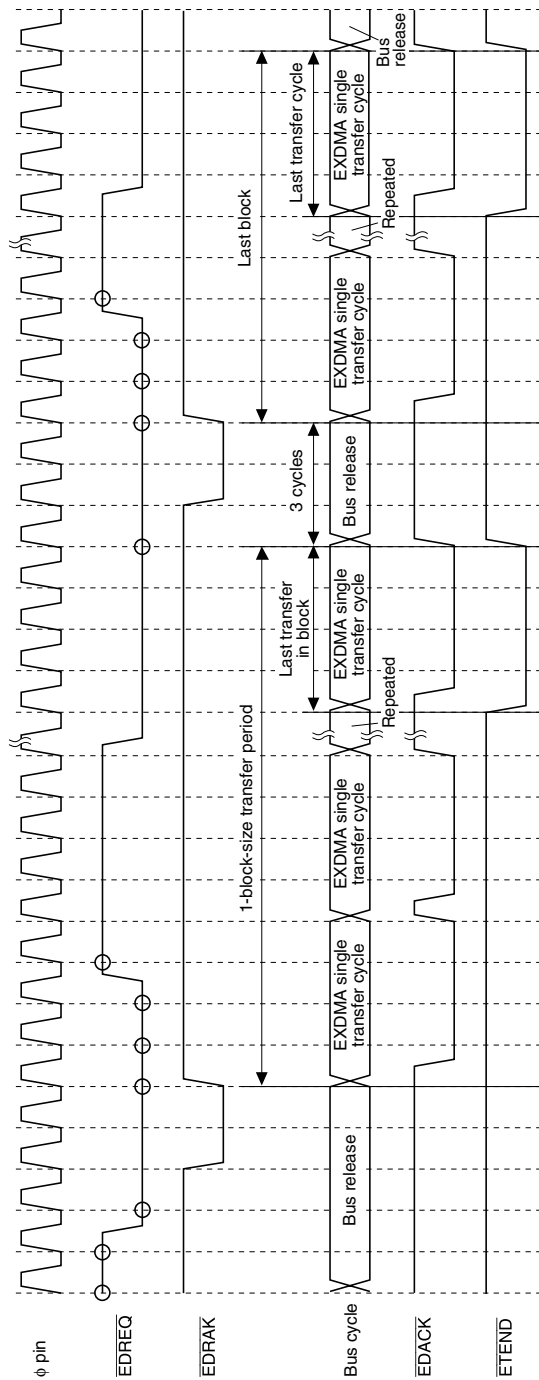 φ pin
EDREQ
EDRAK
1-block-size transfer period
Last block
Last transfer
in block
3 cycles
Last transfer cycle
Bus cycle
Bus release
EXDMA single
transfer cycle
EXDMA single
transfer cycle
Repeated
EXDMA single
transfer cycle
Bus release
EXDMA single
transfer cycle
Repeated
EXDMA single
transfer cycle
Bus
release
EDACK
ETEND